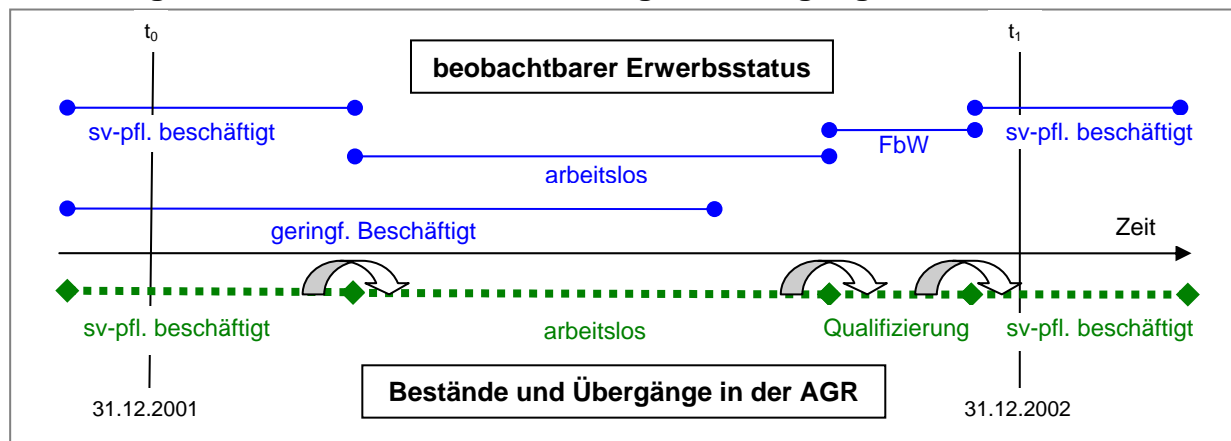 t0 t1
beobachtbarer Erwerbsstatus
sv-pfl. beschäftigt FbW sv-pfl. beschäftigt
arbeitslos
geringf. Beschäftigt
Zeit
sv-pfl. beschäftigt arbeitslos Qualifizierung sv-pfl. beschäftigt
Bestände und Übergänge in der AGR
31.12.2001 31.12.2002